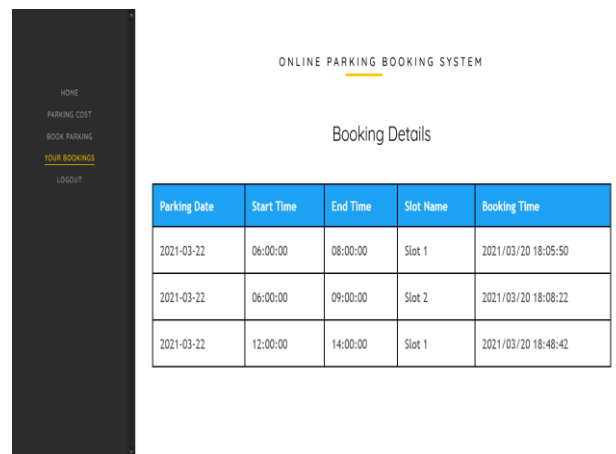 HOME
PARKING COST
BOOK PARKING
YOUR BOOKINGS
LOGOUT
ONLINE PARKING BOOKING SYSTEM
Booking Details
Parking Date Start Time End Time Slot Name Booking Time
2021-03-22 06:00:00 08:00:00 Slot 1 2021/03/20 18:05:50
2021-03-22 06:00:00 09:00:00 Slot 2 2021/03/20 18:08:22
2021-03-22 12:00:00 14:00:00 Slot 1 2021/03/20 18:48:42